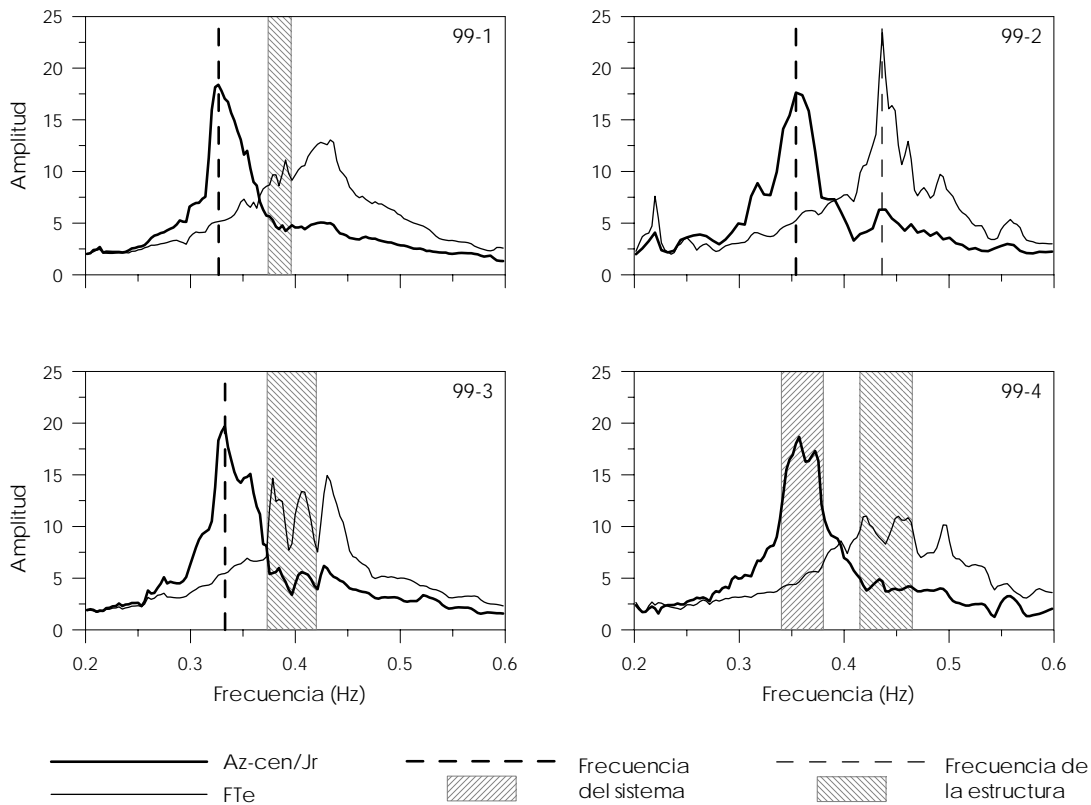 25
20
15
10
5
0
Amplitud
99-1
25
20
15
10
5
0
99-2
25
20
15
10
5
0
Amplitud
99-3
0.2 0.3 0.4 0.5 0.6
Frecuencia (Hz)
25
20
15
10
5
0
99-4
0.2 0.3 0.4 0.5 0.6
Frecuencia (Hz)
Az-cen/Jr
FTe
Frecuencia
del sistema
Frecuencia de
la estructura